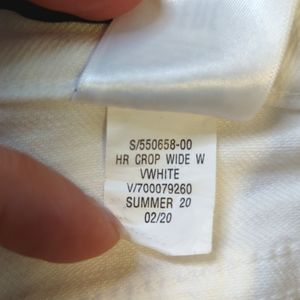 S/550658-00
HR CROP WIDE W
VWHITE
V/700079260
SUMMER 20
02/20